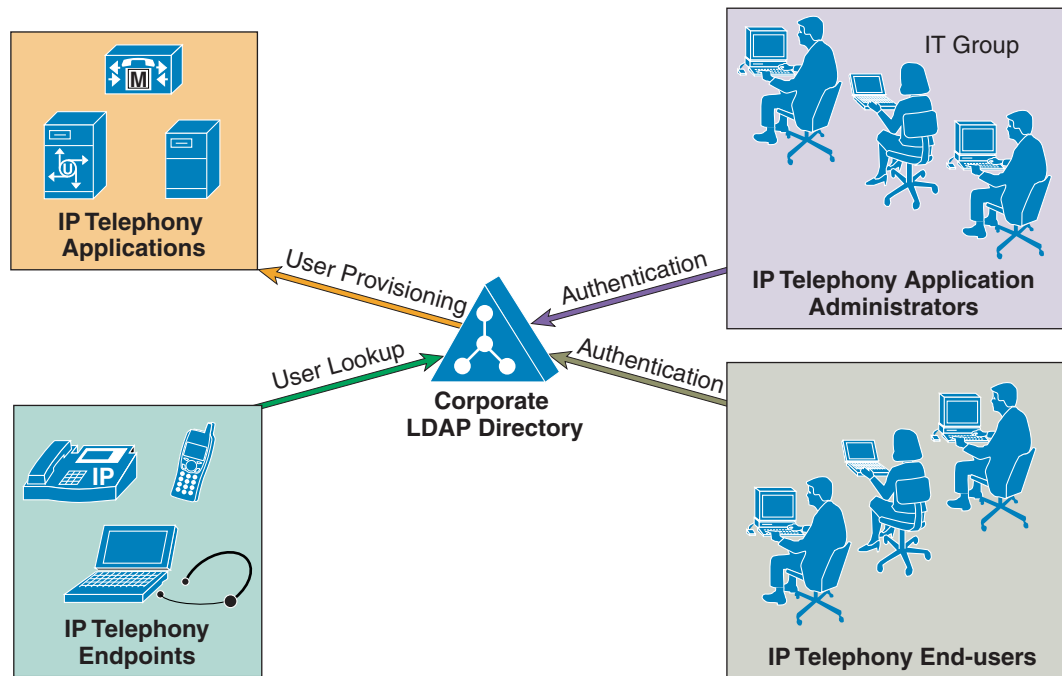 M
U
IP Telephony
Applications
IT Group
IP Telephony Application
Administrators
User Provisioning
Authentication
User Lookup
Authentication
Corporate
LDAP Directory
IP
IP Telephony
Endpoints
IP Telephony End-users